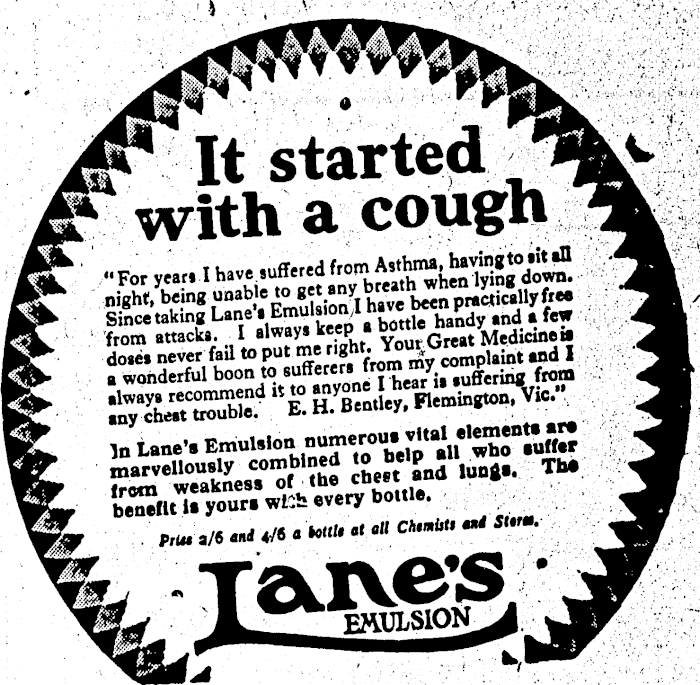 It started
with a cough
"For years I have suffered from Asthma, having to sit all
night, being unable to get any breath when lying down.
Since taking Lane's Emulsion I have been practically free
from attacks. I always keep a bottle handy and a few
doses never fail to put me right. Your Great Medicine is
a wonderful boon to sufferers from my complaint and I
always recommend it to anyone I hear is suffering from
any chest trouble. E. H. Bentley, Flemington, Vic."
In Lane's Emulsion numerous vital elements are
marvellously combined to help all who suffer
from weakness of the chest and lungs. The
benefit is yours with every bottle.
Price 2/6 and 4/6 a bottle at all Chemists and Stores.
Lane's
EMULSION